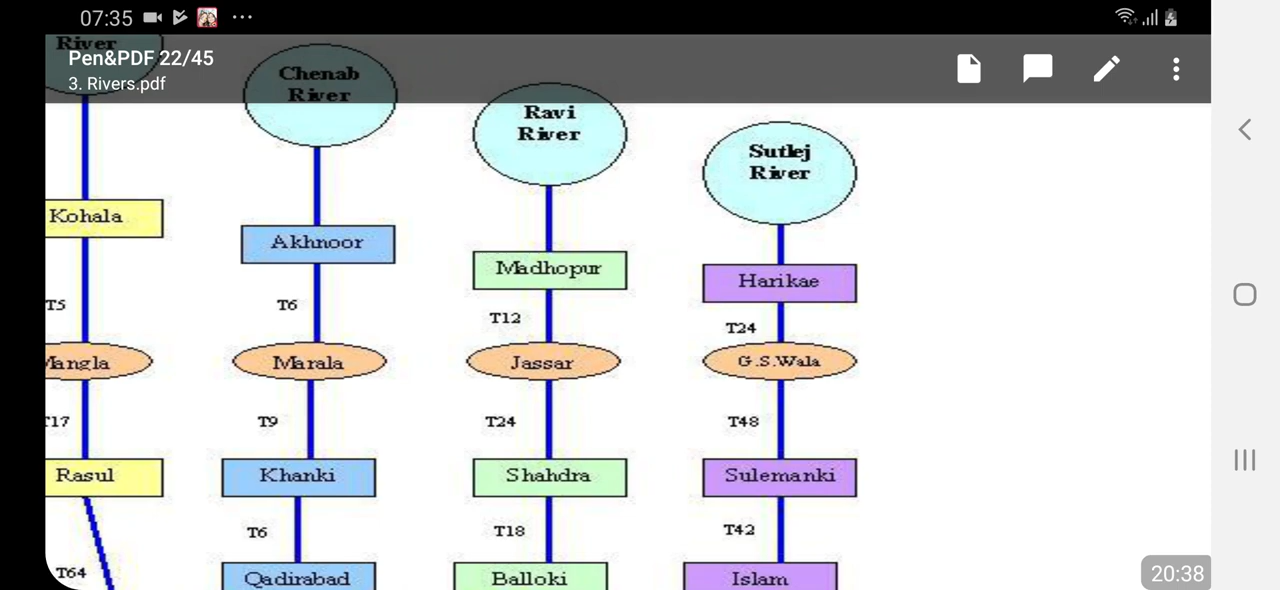 07:35
River
Pen&PDF 22/45
3. Rivers.pdf
Chenab
River
Ravi
River
Sutlej
River
Kohala
Akhnoor
Madhopur
Harikae
T5
T6
T12
T24
Mangla
Marala
Jassar
G.S.Wala
T17
T9
T24
T48
Rasul
Khanki
Shahdra
Sulemanki
T6
T18
T42
T64
Qadirabad
Balloki
Islam
20:38